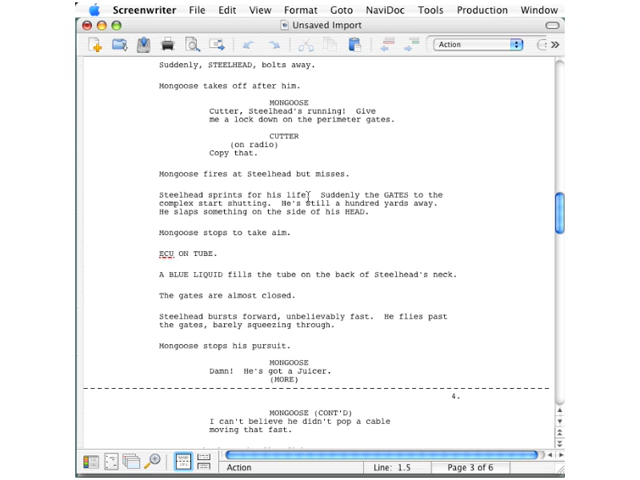 Screenwriter File Edit View Format Goto NaviDoc Tools Production Window
Unsaved Import
Action
Suddenly, STEELHEAD, bolts away.
Mongoose takes off after him.
MONGOOSE
Cutter, Steelhead's running! Give
me a lock down on the perimeter gates.
CUTTER
(on radio)
Copy that.
Mongoose fires at Steelhead but misses.
Steelhead sprints for his life. Suddenly the GATES to the
complex start shutting. He's still a hundred yards away.
He slaps something on the side of his HEAD.
Mongoose stops to take aim.
ECU ON TUBE.
A BLUE LIQUID fills the tube on the back of Steelhead's neck.
The gates are almost closed.
Steelhead bursts forward, unbelievably fast. He flies past
the gates, barely squeezing through.
Mongoose stops his pursuit.
MONGOOSE
Damn! He's got a Juicer.
(MORE)
4.
MONGOOSE (CONT'D)
I can't believe he didn't pop a cable
moving that fast.
Action Line: 1.5 Page 3 of 6